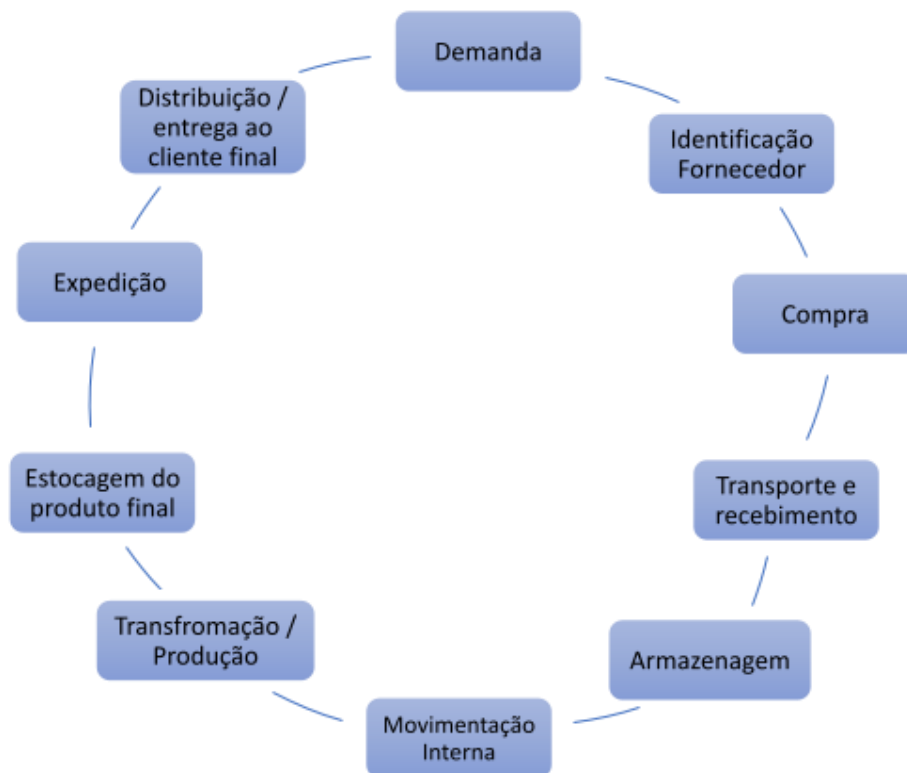 Demanda
Identificação
Fornecedor
Compra
Transporte e
recebimento
Armazenagem
Movimentação
Interna
Transfromação /
Produção
Estocagem do
produto final
Expedição
Distribuição /
entrega ao
cliente final